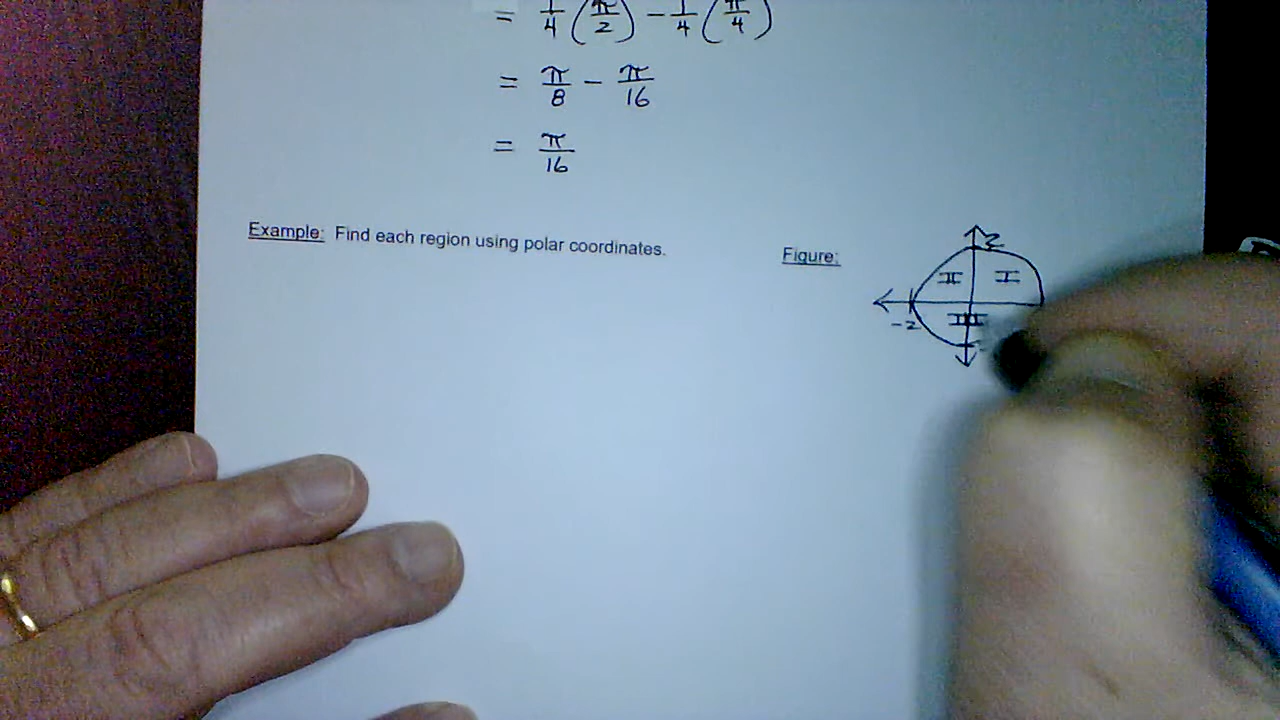 = 1/4 (π/2) - 1/4 (π/4)
= π/8 - π/16
= π/16
Example: Find each region using polar coordinates.
Figure:
2
II I
-2
III